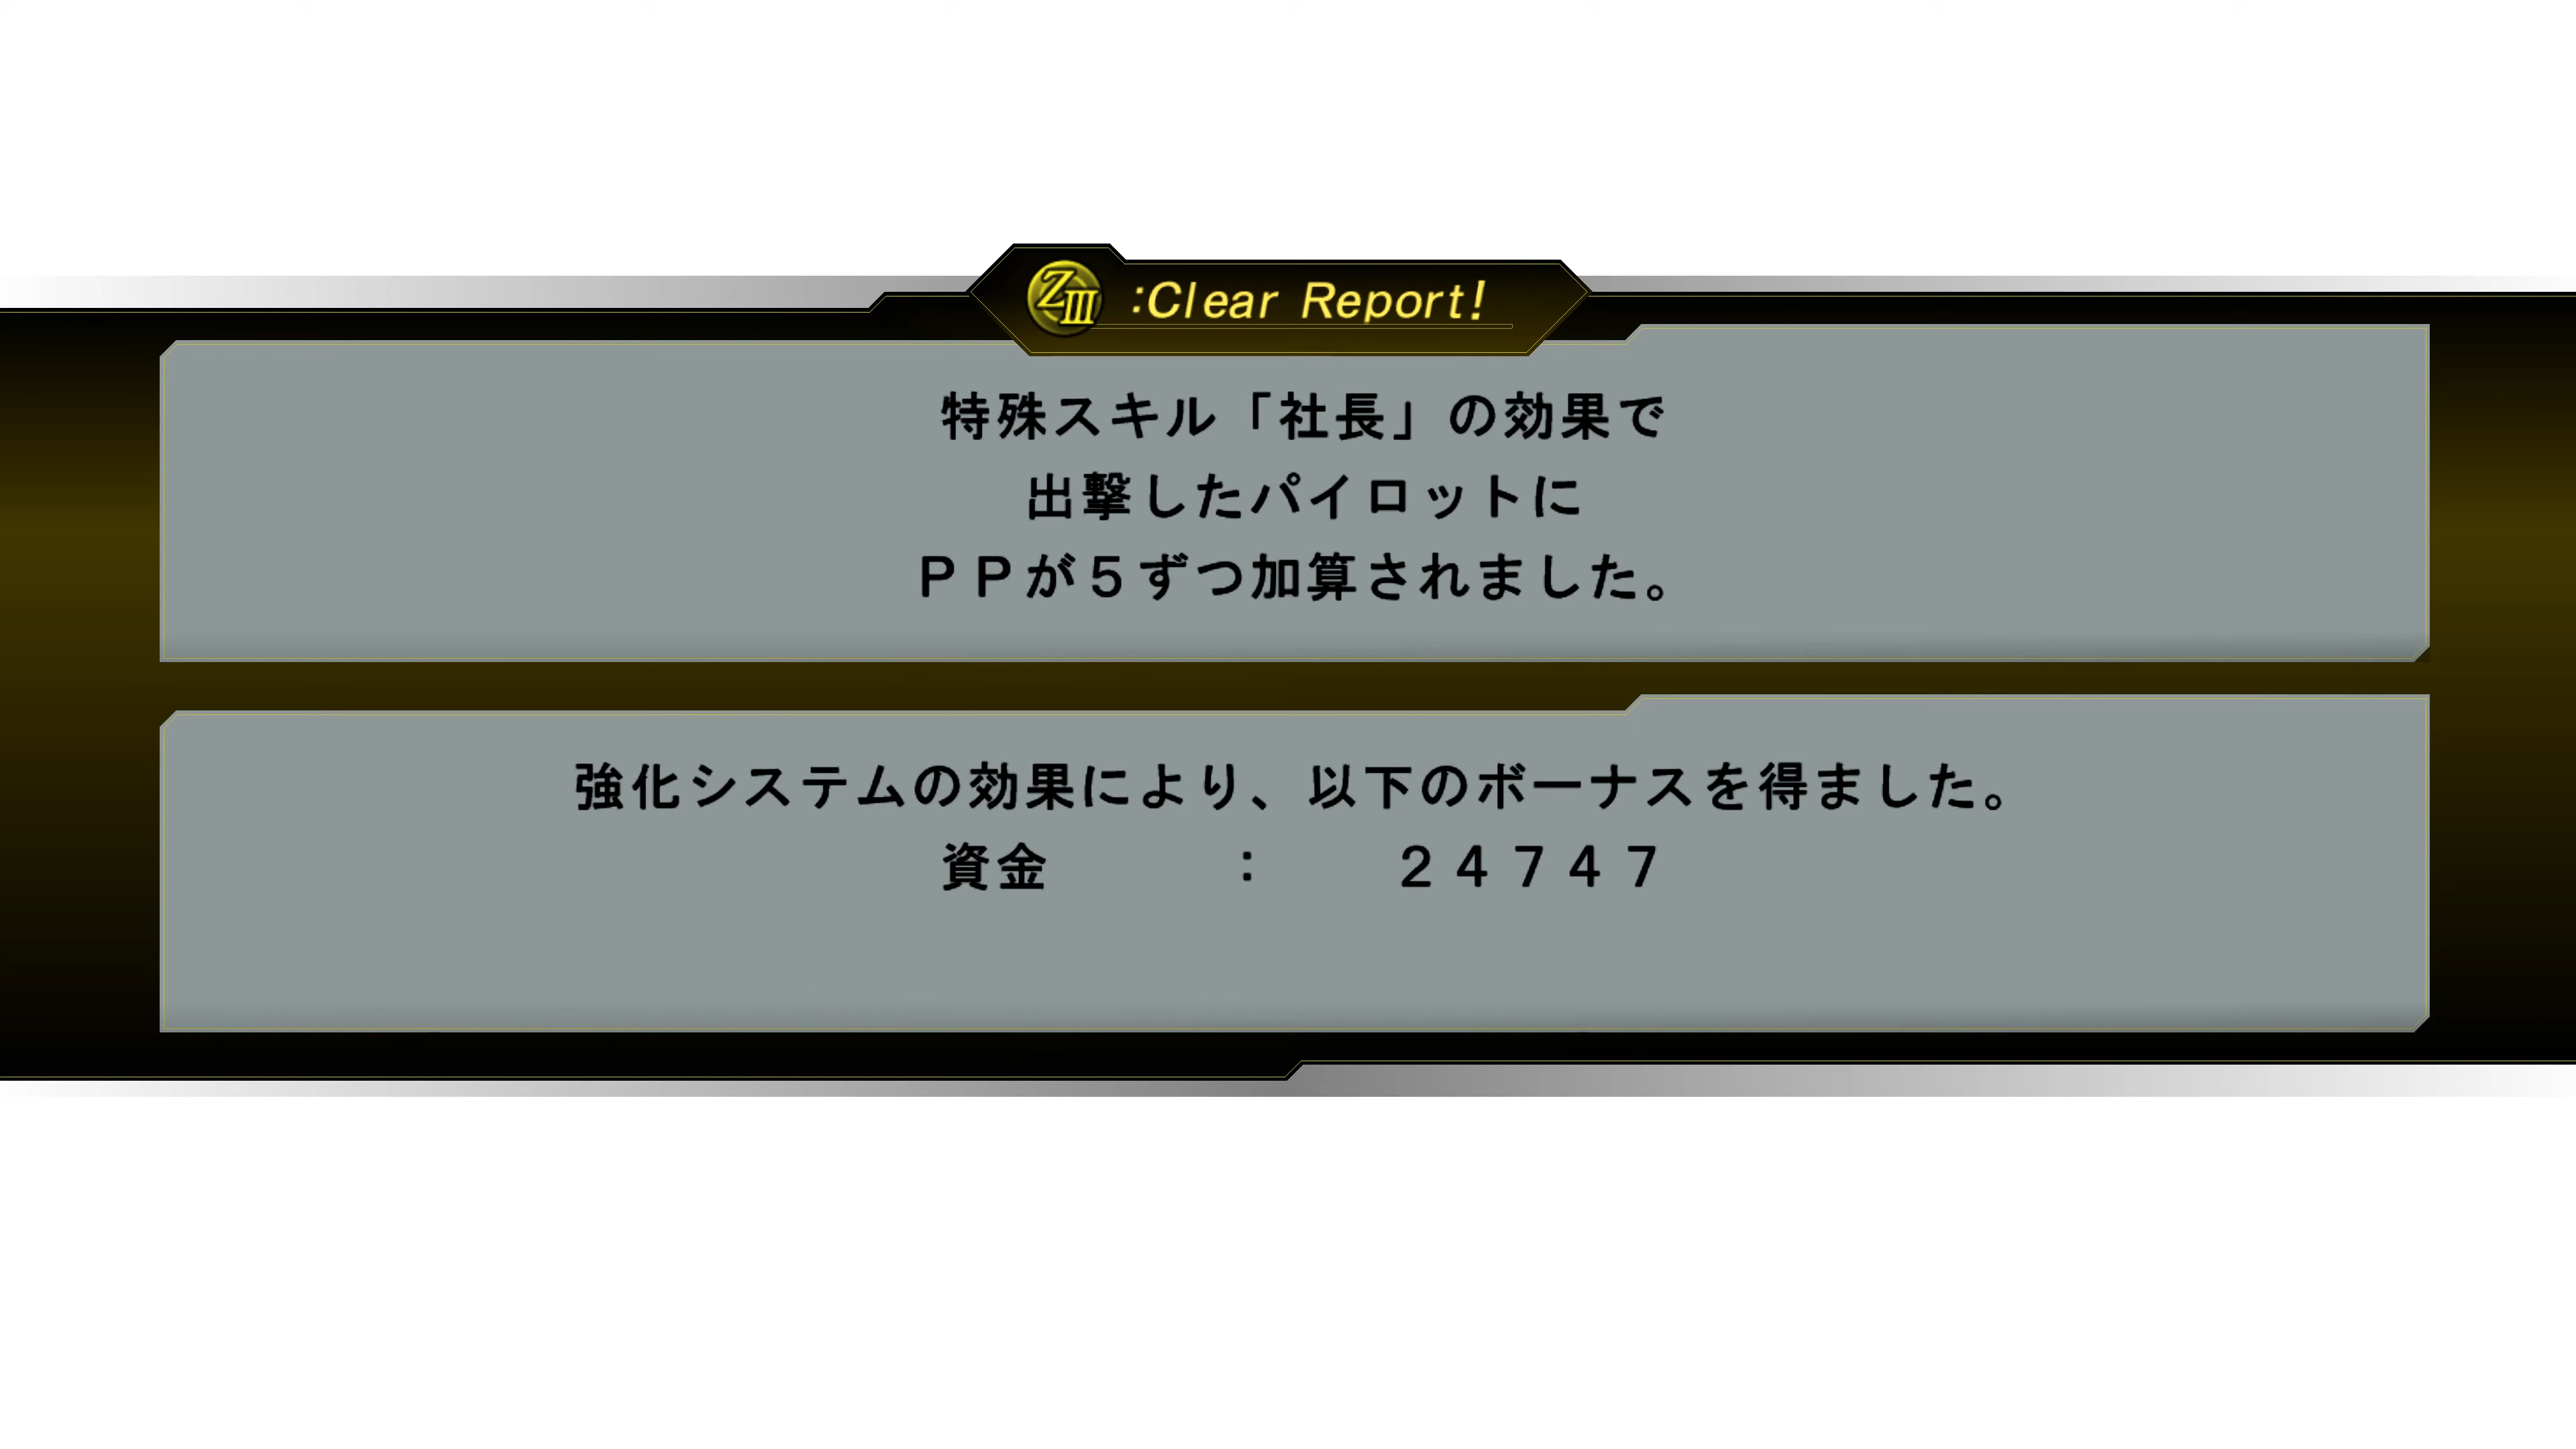 ZIII :Clear Report!
特殊スキル「社長」の効果で
出撃したパイロットに
ＰＰが５ずつ加算されました。
強化システムの効果により、以下のボーナスを得ました。
資金　　　：　　２４７４７